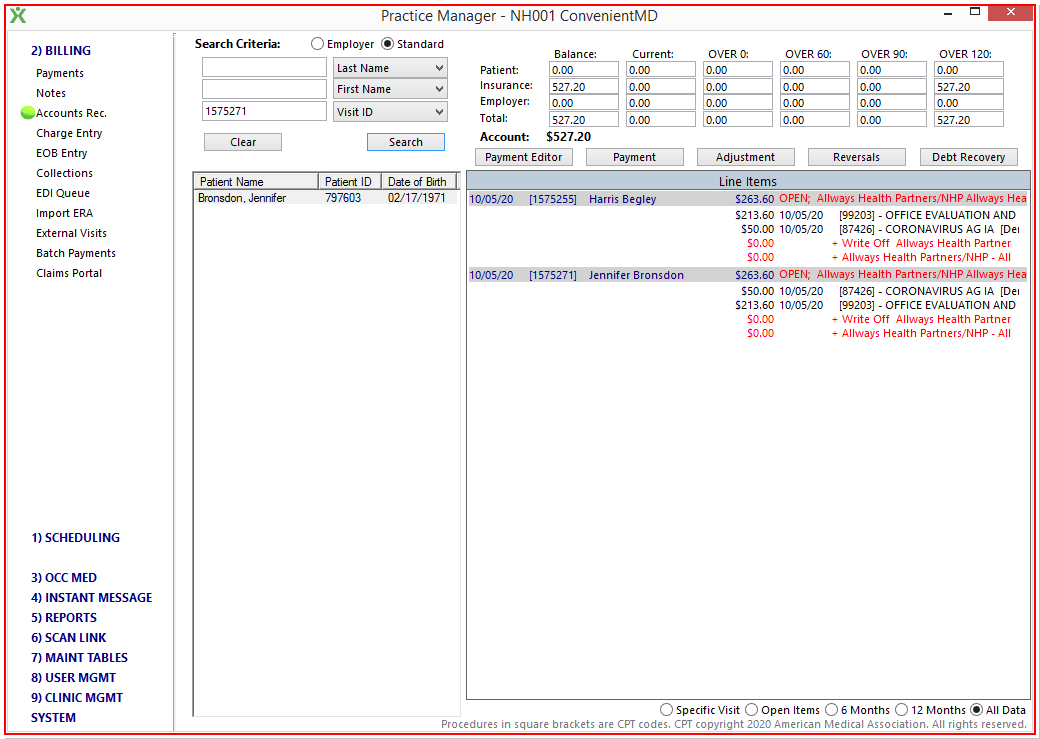 Practice Manager - NH001 ConvenientMD
2) BILLING
Payments
Notes
Accounts Rec.
Charge Entry
EOB Entry
Collections
EDI Queue
Import ERA
External Visits
Batch Payments
Claims Portal
1) SCHEDULING
3) OCC MED
4) INSTANT MESSAGE
5) REPORTS
6) SCAN LINK
7) MAINT TABLES
8) USER MGMT
9) CLINIC MGMT
SYSTEM
Search Criteria: Employer Standard
Last Name
First Name
1575271 Visit ID
Clear Search
Patient Name Patient ID Date of Birth
Bronsdon, Jennifer 797603 02/17/1971
Balance: Current: OVER 0: OVER 60: OVER 90: OVER 120:
Patient: 0.00 0.00 0.00 0.00 0.00 0.00
Insurance: 527.20 0.00 0.00 0.00 0.00 527.20
Employer: 0.00 0.00 0.00 0.00 0.00 0.00
Total: 527.20 0.00 0.00 0.00 0.00 527.20
Account: $527.20
Payment Editor Payment Adjustment Reversals Debt Recovery
Line Items
10/05/20 [1575255] Harris Begley $263.60 OPEN; Allways Health Partners/NHP Allways Hea
$213.60 10/05/20 [99203] - OFFICE EVALUATION AND
$50.00 10/05/20 [87426] - CORONAVIRUS AG IA [Der
$0.00 + Write Off Allways Health Partner
$0.00 + Allways Health Partners/NHP - All
10/05/20 [1575271] Jennifer Bronsdon $263.60 OPEN; Allways Health Partners/NHP Allways Hea
$50.00 10/05/20 [87426] - CORONAVIRUS AG IA [Der
$213.60 10/05/20 [99203] - OFFICE EVALUATION AND
$0.00 + Write Off Allways Health Partner
$0.00 + Allways Health Partners/NHP - All
Specific Visit Open Items 6 Months 12 Months All Data
Procedures in square brackets are CPT codes. CPT copyright 2020 American Medical Association. All rights reserved.